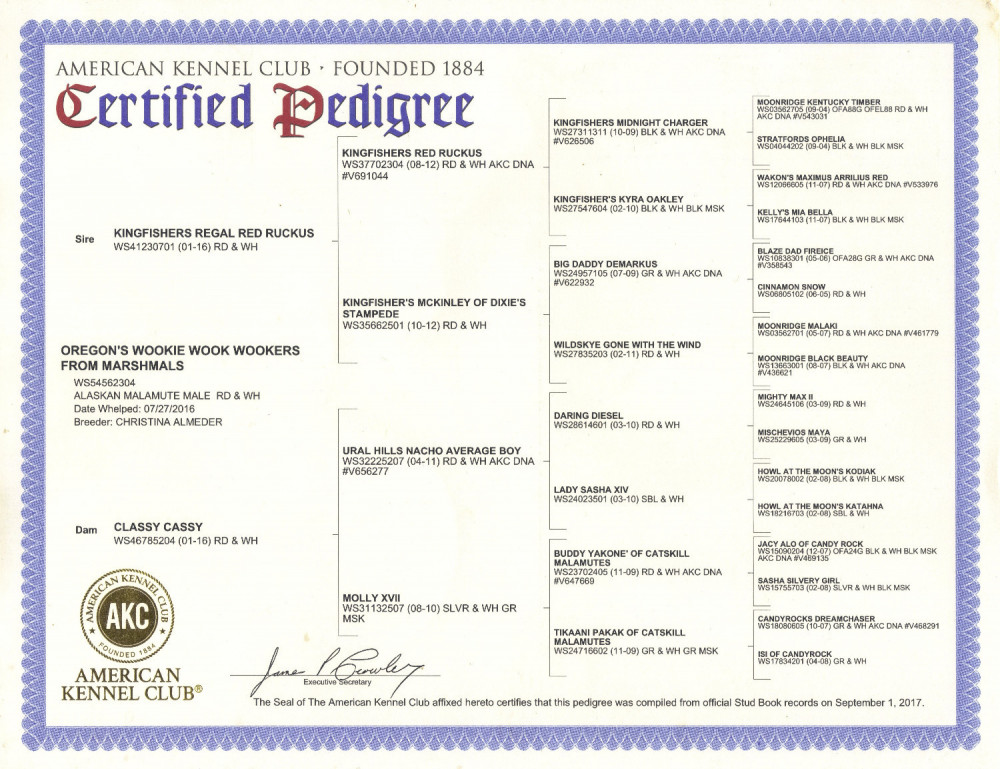 AMERICAN KENNEL CLUB · FOUNDED 1884
Certified Pedigree
Sire
KINGFISHERS REGAL RED RUCKUS
WS41230701 (01-16) RD & WH
OREGON'S WOOKIE WOOK WOOKERS
FROM MARSHMALS
WS54562304
ALASKAN MALAMUTE MALE RD & WH
Date Whelped: 07/27/2016
Breeder: CHRISTINA ALMEDER
Dam
CLASSY CASSY
WS46785204 (01-16) RD & WH
KINGFISHERS RED RUCKUS
WS37702304 (08-12) RD & WH AKC DNA
#V691044
KINGFISHER'S MCKINLEY OF DIXIE'S
STAMPEDE
WS35662501 (10-12) RD & WH
URAL HILLS NACHO AVERAGE BOY
WS32225207 (04-11) RD & WH AKC DNA
#V656277
MOLLY XVII
WS31132507 (08-10) SLVR & WH GR
MSK
KINGFISHERS MIDNIGHT CHARGER
WS27311311 (10-09) BLK & WH AKC DNA
#V626506
KINGFISHER'S KYRA OAKLEY
WS27547604 (02-10) BLK & WH BLK MSK
BIG DADDY DEMARKUS
WS24957105 (07-09) GR & WH AKC DNA
#V622932
WILDSKYE GONE WITH THE WIND
WS27835203 (02-11) RD & WH
DARING DIESEL
WS28614601 (03-10) RD & WH
LADY SASHA XIV
WS24023501 (03-10) SBL & WH
BUDDY YAKONE' OF CATSKILL
MALAMUTES
WS23702405 (11-09) RD & WH AKC DNA
#V647669
TIKAANI PAKAK OF CATSKILL
MALAMUTES
WS24716602 (11-09) GR & WH GR MSK
MOONRIDGE KENTUCKY TIMBER
WS03562705 (09-04) OFA88G OFEL88 RD & WH
AKC DNA #V543031
STRATFORDS OPHELIA
WS04044202 (09-04) BLK & WH BLK MSK
WAKON'S MAXIMUS ARRILIUS RED
WS12086605 (11-07) RD & WH AKC DNA #V533976
KELLY'S MIA BELLA
WS17644103 (11-07) BLK & WH BLK MSK
BLAZE DAD FIREICE
WS10838301 (05-06) OFA28G GR & WH AKC DNA
#V358543
CINNAMON SNOW
WS06805102 (06-05) RD & WH
MOONRIDGE MALAKI
WS03562701 (05-07) RD & WH AKC DNA #V461779
MOONRIDGE BLACK BEAUTY
WS13663001 (08-07) BLK & WH AKC DNA
#V436621
MIGHTY MAX II
WS24645106 (03-09) RD & WH
MISCHEVIOS MAYA
WS25229605 (03-09) GR & WH
HOWL AT THE MOON'S KODIAK
WS20078002 (02-08) BLK & WH BLK MSK
HOWL AT THE MOON'S KATAHNA
WS18216703 (02-08) SBL & WH
JACY ALO OF CANDY ROCK
WS15090204 (12-07) OFA24G BLK & WH BLK MSK
AKC DNA #V469135
SASHA SILVERY GIRL
WS15755703 (02-08) SLVR & WH BLK MSK
CANDYROCKS DREAMCHASER
WS18080605 (10-07) GR & WH AKC DNA #V468291
ISI OF CANDYROCK
WS17834201 (04-08) GR & WH
AMERICAN KENNEL CLUB
AKC
FOUNDED 1884
AMERICAN
KENNEL CLUB®
James P. Crowley
Executive Secretary
The Seal of The American Kennel Club affixed hereto certifies that this pedigree was compiled from official Stud Book records on September 1, 2017.